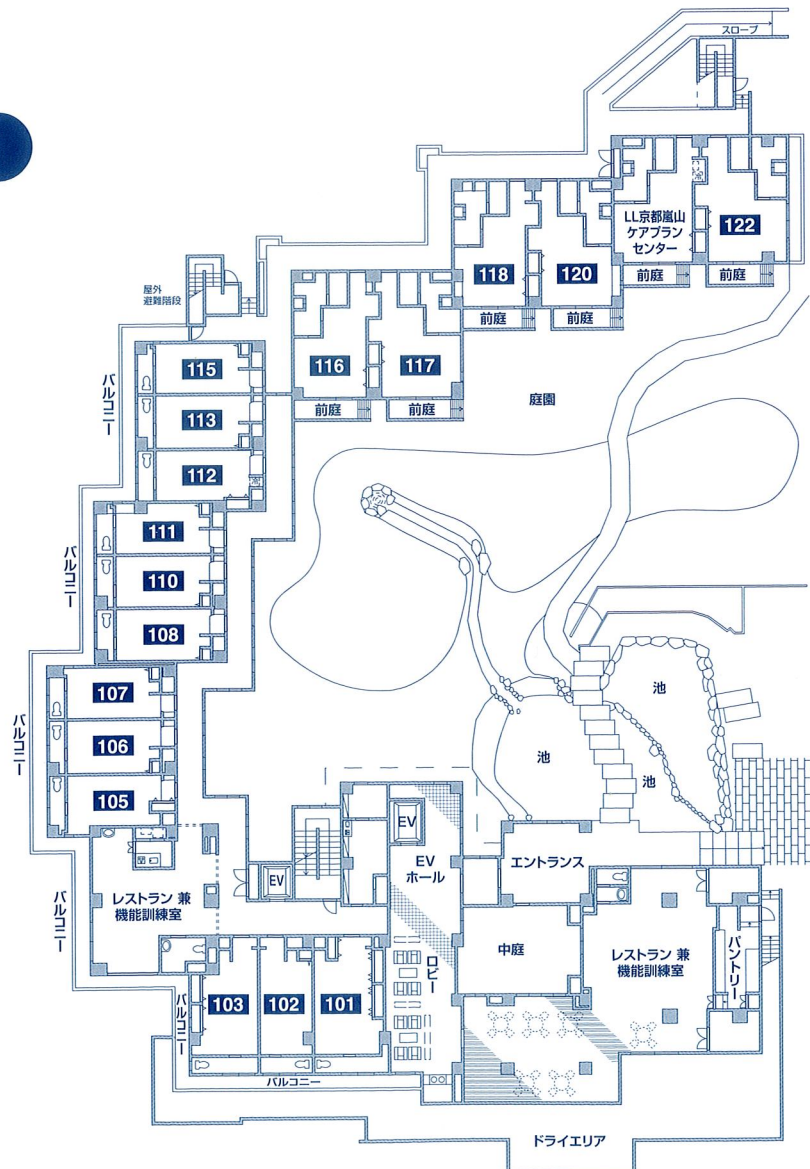 スロープ
LL京都嵐山
ケアプラン
センター
122
118
120
前庭
前庭
屋外
避難階段
前庭
前庭
116
117
前庭
前庭
庭園
バルコニー
115
113
112
バルコニー
111
110
108
バルコニー
107
106
105
池
池
池
EV
EV
ホール
エントランス
EV
レストラン 兼
機能訓練室
バルコニー
中庭
レストラン 兼
機能訓練室
パントリー
ロビー
103
102
101
バルコニー
バルコニー
ドライエリア